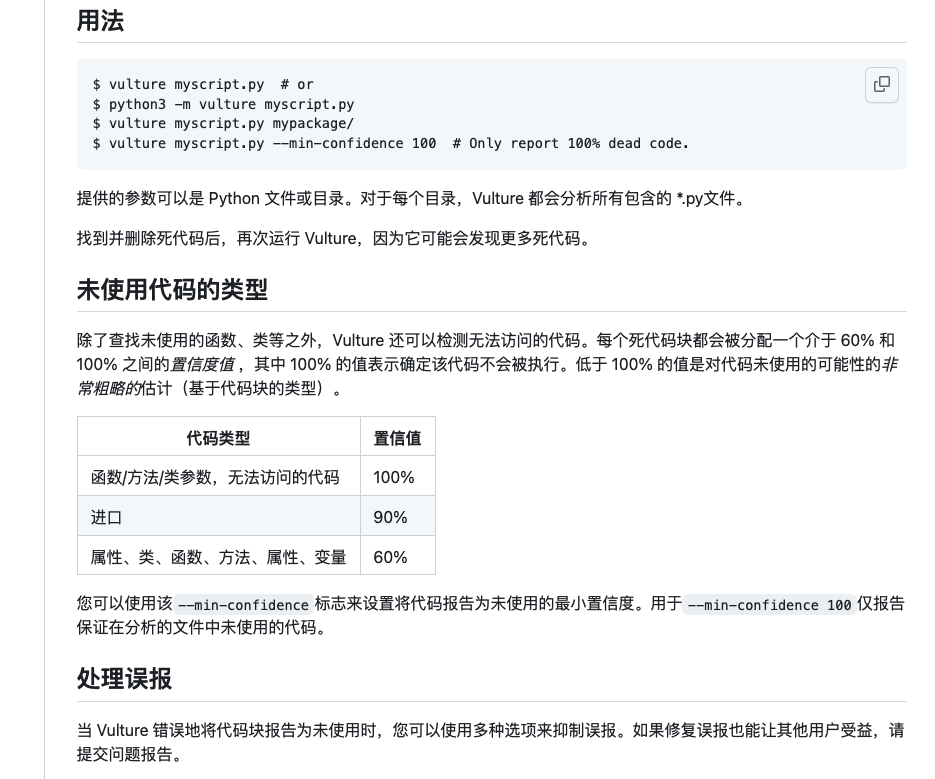 用法
$ vulture myscript.py  # or
$ python3 -m vulture myscript.py
$ vulture myscript.py mypackage/
$ vulture myscript.py --min-confidence 100  # Only report 100% dead code.
提供的参数可以是 Python 文件或目录。对于每个目录，Vulture 都会分析所有包含的 *.py文件。
找到并删除死代码后，再次运行 Vulture，因为它可能会发现更多死代码。
未使用代码的类型
除了查找未使用的函数、类等之外，Vulture 还可以检测无法访问的代码。每个死代码块都会被分配一个介于 60% 和
100% 之间的置信度值 ，其中 100% 的值表示确定该代码不会被执行。低于 100% 的值是对代码未使用的可能性的非
常粗略的估计（基于代码块的类型）。
代码类型 置信值
函数/方法/类参数，无法访问的代码 100%
进口 90%
属性、类、函数、方法、属性、变量 60%
您可以使用该 --min-confidence 标志来设置将代码报告为未使用的最小置信度。用于 --min-confidence 100 仅报告
保证在分析的文件中未使用的代码。
处理误报
当 Vulture 错误地将代码块报告为未使用时，您可以使用多种选项来抑制误报。如果修复误报也能让其他用户受益，请
提交问题报告。